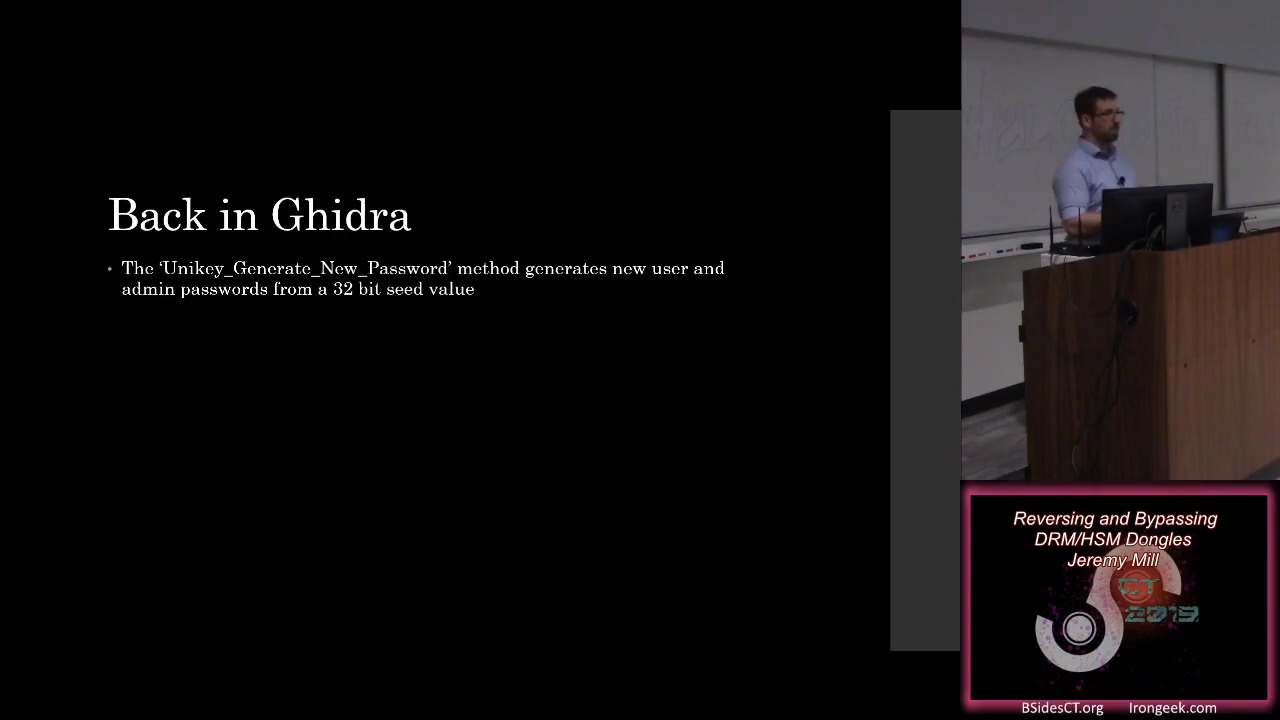 Back in Ghidra
• The ‘Unikey_Generate_New_Password’ method generates new user and
admin passwords from a 32 bit seed value
Reversing and Bypassing
DRM/HSM Dongles
Jeremy Mill
CT
2019
BSidesCT.org Irongeek.com